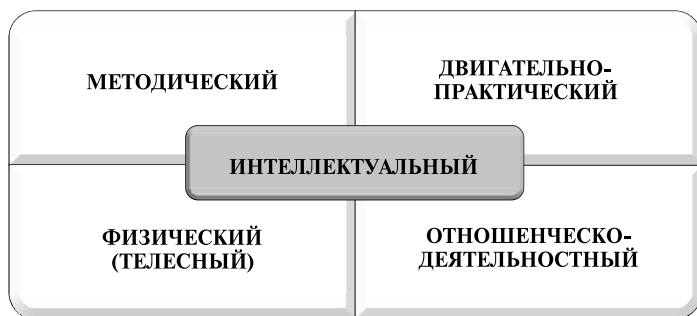 МЕТОДИЧЕСКИЙ
ДВИГАТЕЛЬНО-
ПРАКТИЧЕСКИЙ
ИНТЕЛЛЕКТУАЛЬНЫЙ
ФИЗИЧЕСКИЙ
(ТЕЛЕСНЫЙ)
ОТНОШЕНЧЕСКО-
ДЕЯТЕЛЬНОСТНЫЙ